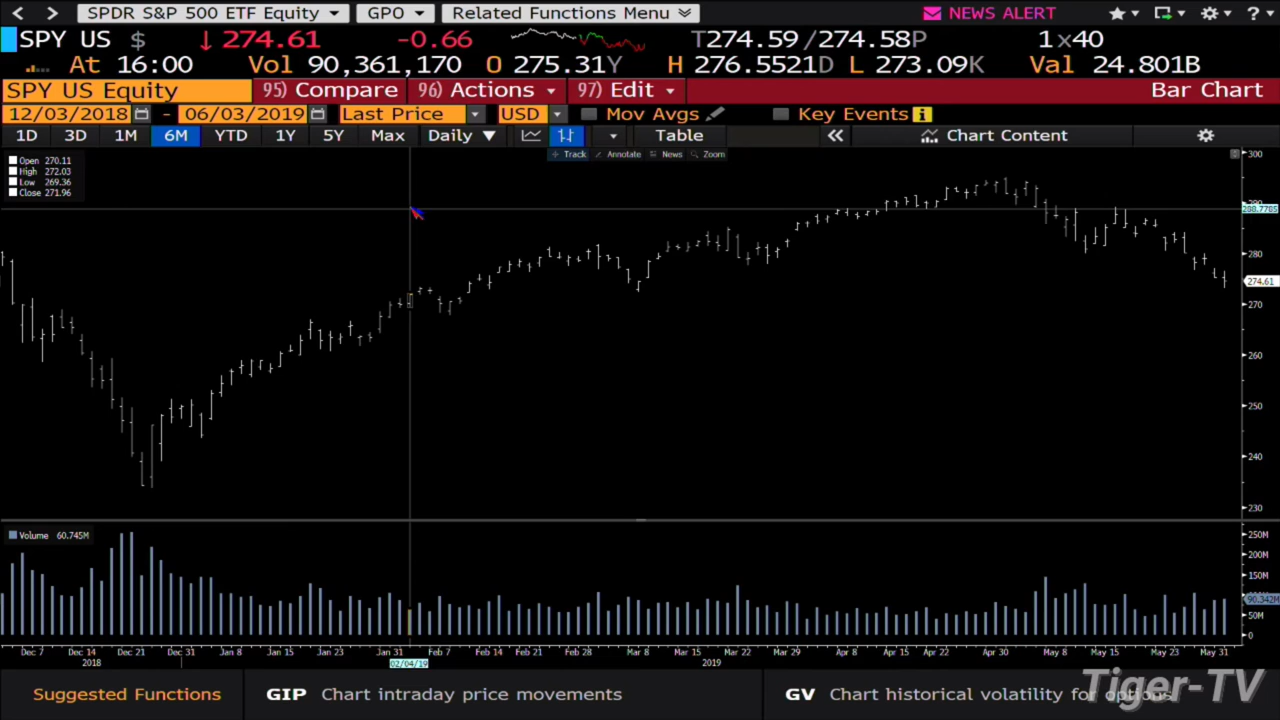 SPDR S&P 500 ETF Equity GPO Related Functions Menu NEWS ALERT ?
SPY US $ ↓ 274.61 -0.66 T274.59 /274.58P 1x40
At 16:00 Vol 90,361,170 O 275.31Y H 276.5521D L 273.09K Val 24.801B
SPY US Equity 95) Compare 96) Actions 97) Edit Bar Chart
12/03/2018 - 06/03/2019 Last Price USD Mov Avgs Key Events i
1D 3D 1M 6M YTD 1Y 5Y Max Daily ▼ Table « Chart Content
Track Annotate News Zoom
Open 270.11
High 272.03
Low 269.36
Close 271.96
300
288.7785
280
274.61
270
260
250
240
230
Volume 60.745M
250M
200M
150M
90.342M
50M
0
Dec 7 Dec 14 Dec 21 Dec 31 Jan 8 Jan 15 Jan 23 Jan 31 Feb 7 Feb 14 Feb 21 Feb 28 Mar 8 Mar 15 Mar 22 Mar 29 Apr 8 Apr 15 Apr 22 Apr 30 May 8 May 15 May 23 May 31
2018 02/04/19 2019
Suggested Functions GIP Chart intraday price movements GV Chart historical volatility for options
Tiger-TV